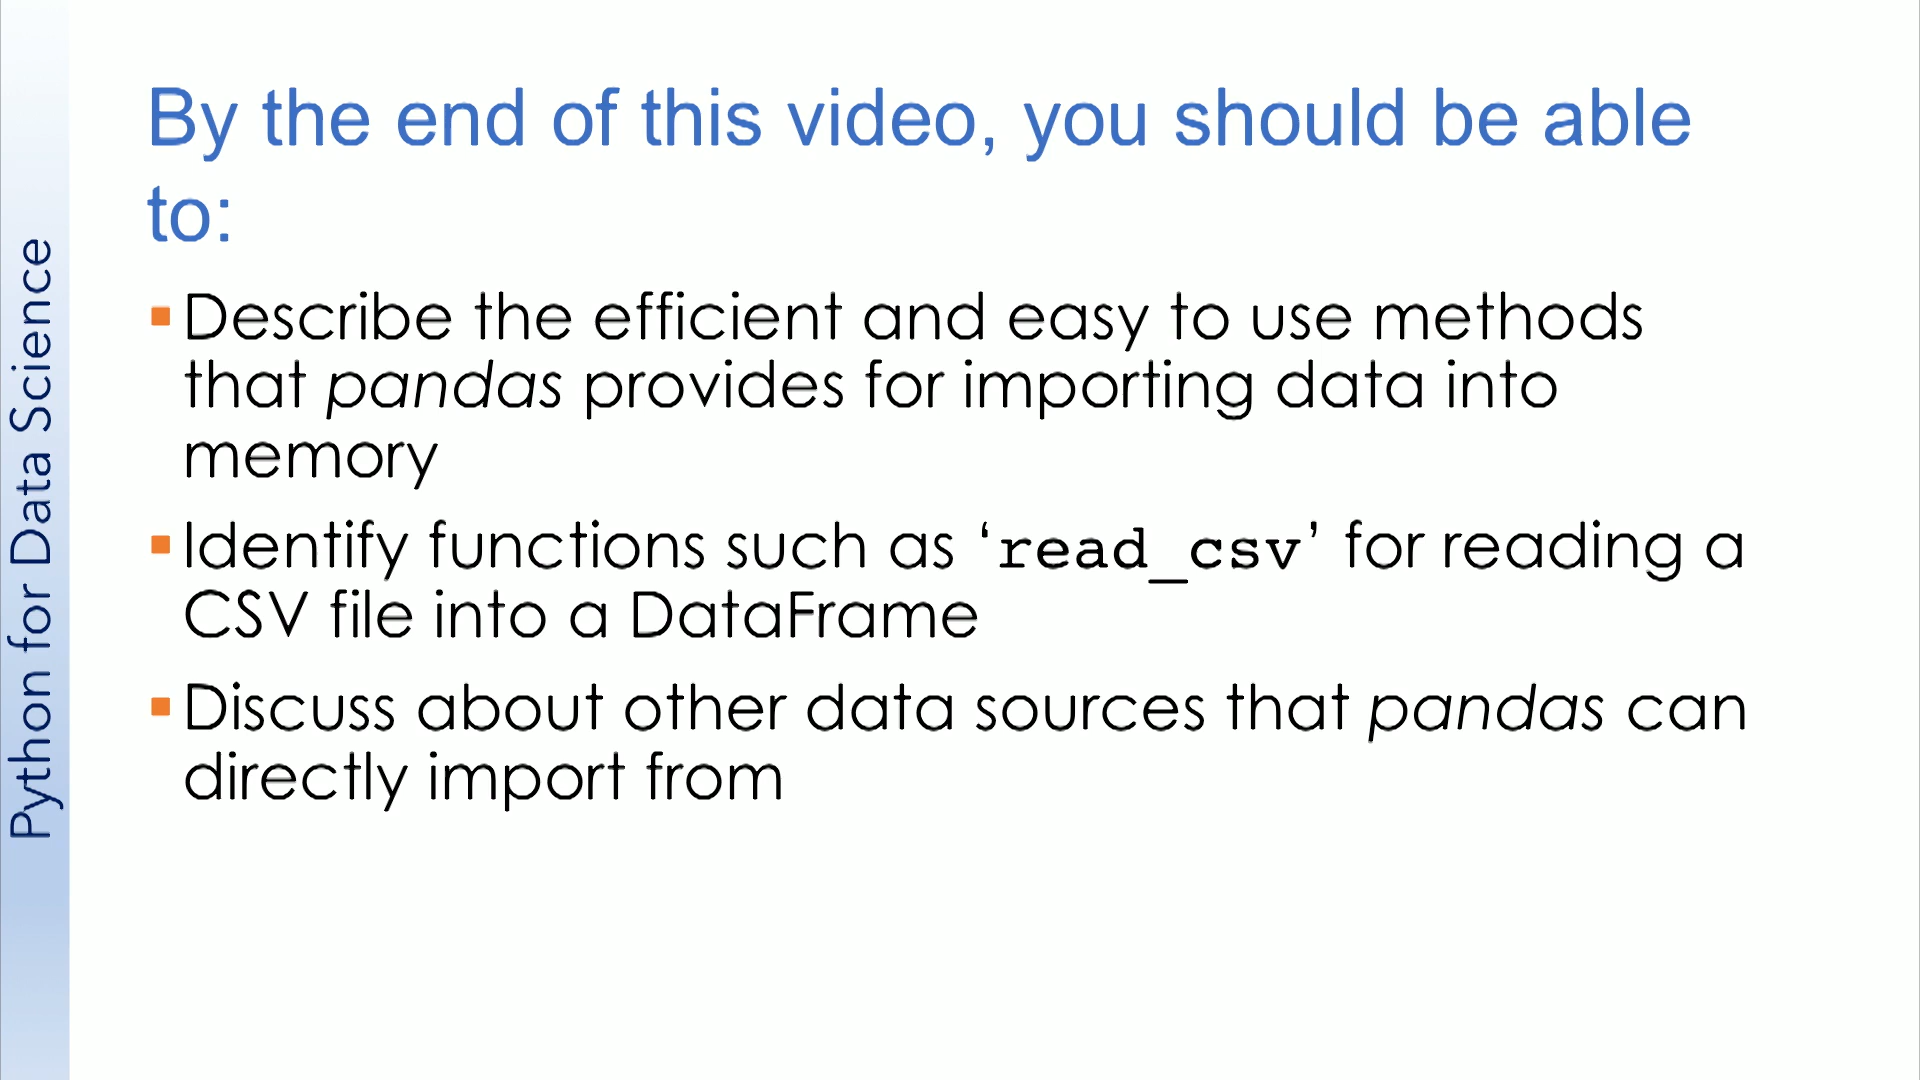 Python for Data Science
By the end of this video, you should be able
to:
▪Describe the efficient and easy to use methods
that pandas provides for importing data into
memory
▪Identify functions such as ‘read_csv’ for reading a
CSV file into a DataFrame
▪Discuss about other data sources that pandas can
directly import from